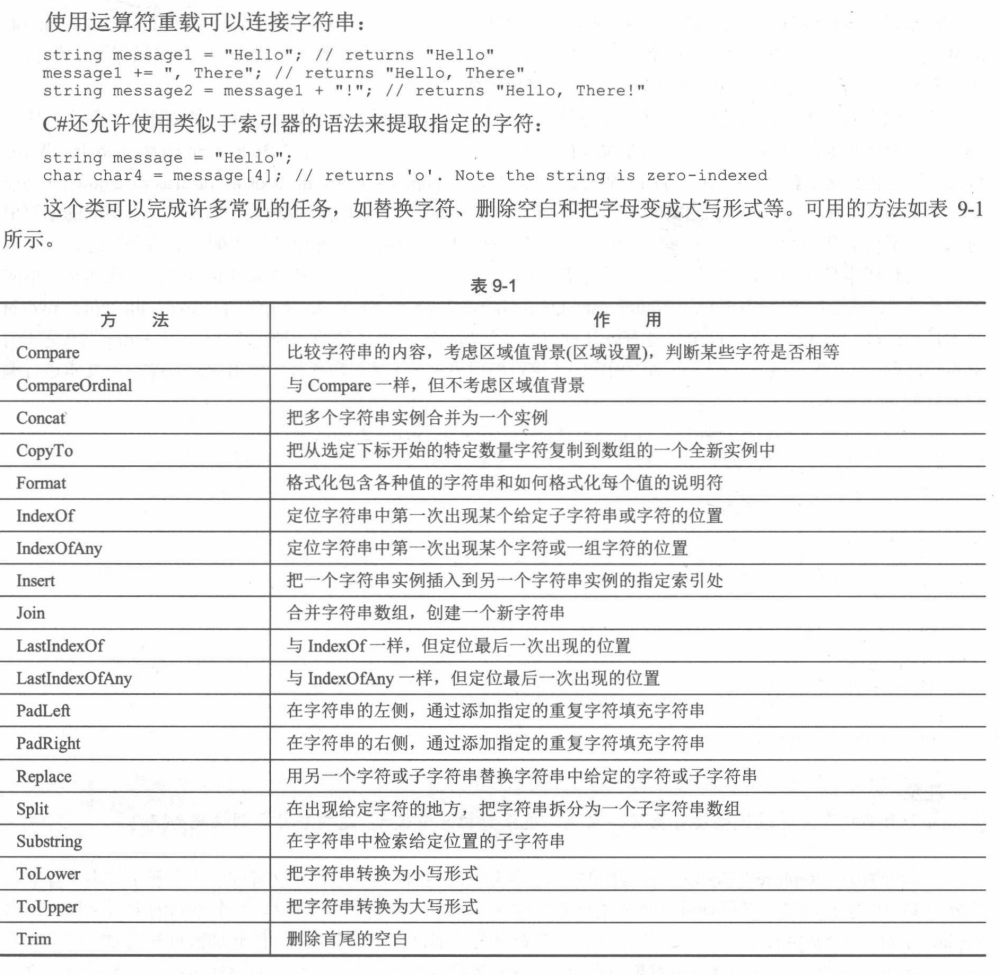 使用运算符重载可以连接字符串：
string message1 = "Hello"; // returns "Hello"
message1 += ", There"; // returns "Hello, There"
string message2 = message1 + "!"; // returns "Hello, There!"
C#还允许使用类似于索引器的语法来提取指定的字符：
string message = "Hello";
char char4 = message[4]; // returns 'o'. Note the string is zero-indexed
这个类可以完成许多常见的任务，如替换字符、删除空白和把字母变成大写形式等。可用的方法如表 9-1
所示。
表 9-1
方 法 作 用
Compare 比较字符串的内容，考虑区域值背景(区域设置)，判断某些字符是否相等
CompareOrdinal 与 Compare 一样，但不考虑区域值背景
Concat 把多个字符串实例合并为一个实例
CopyTo 把从选定下标开始的特定数量字符复制到数组的一个全新实例中
Format 格式化包含各种值的字符串和如何格式化每个值的说明符
IndexOf 定位字符串中第一次出现某个给定子字符串或字符的位置
IndexOfAny 定位字符串中第一次出现某个字符或一组字符的位置
Insert 把一个字符串实例插入到另一个字符串实例的指定索引处
Join 合并字符串数组，创建一个新字符串
LastIndexOf 与 IndexOf 一样，但定位最后一次出现的位置
LastIndexOfAny 与 IndexOfAny 一样，但定位最后一次出现的位置
PadLeft 在字符串的左侧，通过添加指定的重复字符填充字符串
PadRight 在字符串的右侧，通过添加指定的重复字符填充字符串
Replace 用另一个字符或子字符串替换字符串中给定的字符或子字符串
Split 在出现给定字符的地方，把字符串拆分为一个子字符串数组
Substring 在字符串中检索给定位置的子字符串
ToLower 把字符串转换为小写形式
ToUpper 把字符串转换为大写形式
Trim 删除首尾的空白